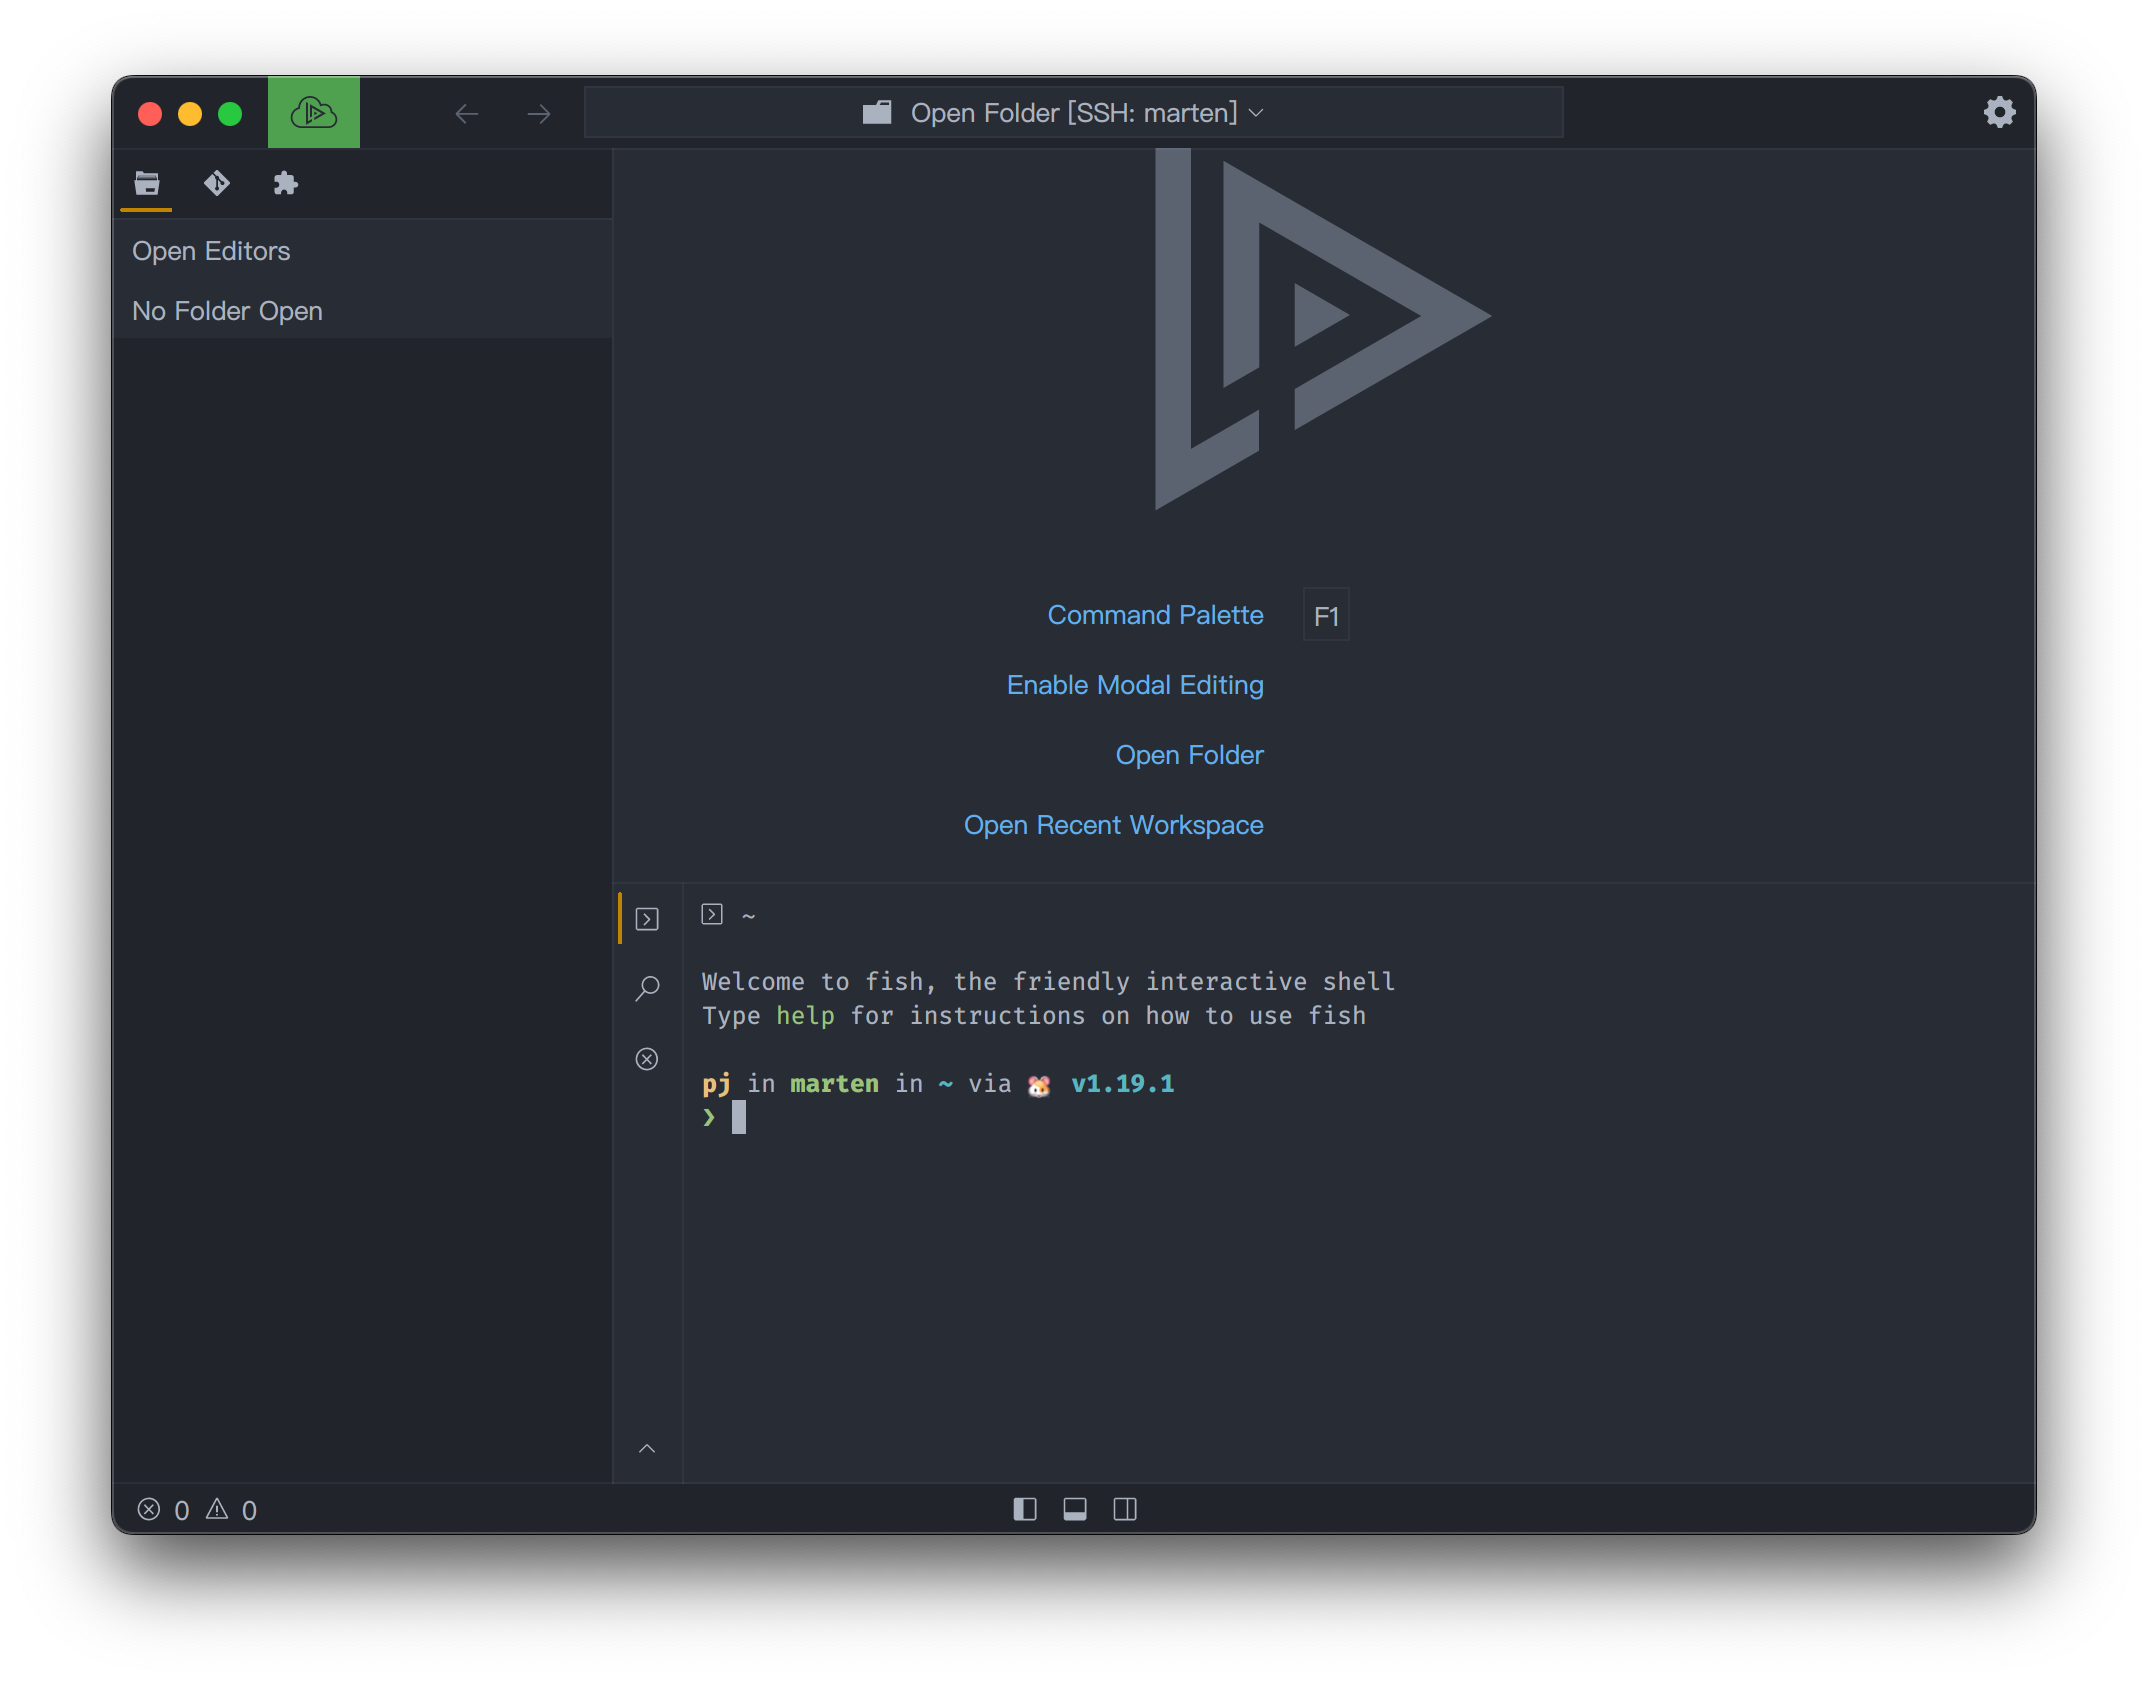 Open Folder [SSH: marten]
Open Editors
No Folder Open
Command Palette F1
Enable Modal Editing
Open Folder
Open Recent Workspace
~
Welcome to fish, the friendly interactive shell
Type help for instructions on how to use fish
pj in marten in ~ via 🐹 v1.19.1
❯
0 0